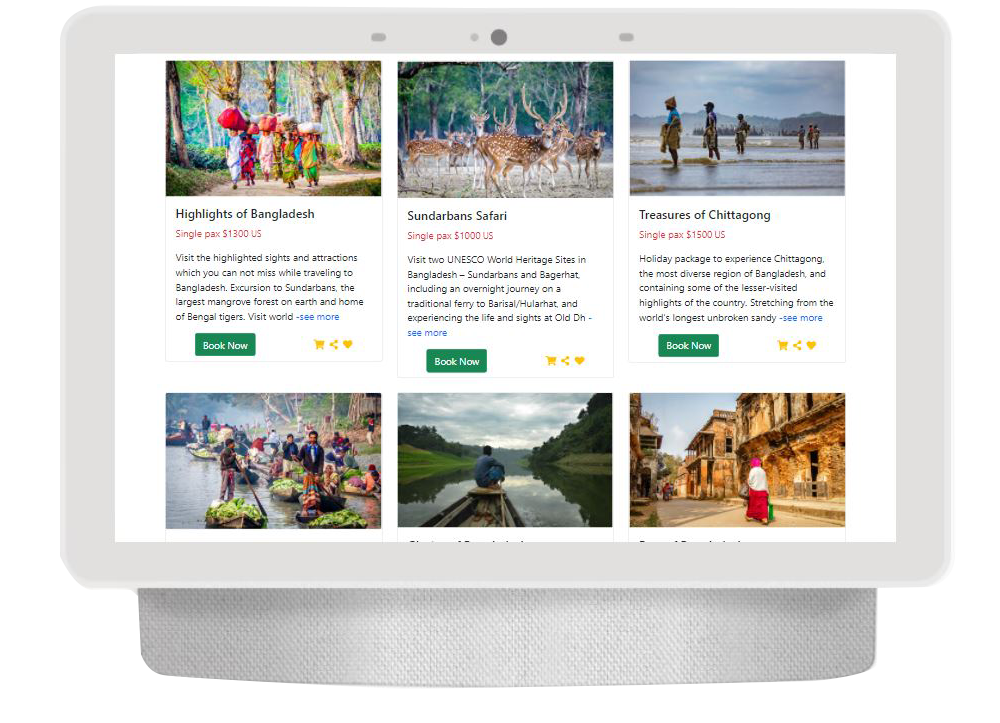 Highlights of Bangladesh
Single pax $1300 US
Visit the highlighted sights and attractions
which you can not miss while traveling to
Bangladesh. Excursion to Sundarbans, the
largest mangrove forest on earth and home
of Bengal tigers. Visit world -see more
Book Now
Sundarbans Safari
Single pax $1000 US
Visit two UNESCO World Heritage Sites in
Bangladesh – Sundarbans and Bagerhat,
including an overnight journey on a
traditional ferry to Barisal/Hularhat, and
experiencing the life and sights at Old Dh -
see more
Book Now
Treasures of Chittagong
Single pax $1500 US
Holiday package to experience Chittagong,
the most diverse region of Bangladesh, and
containing some of the lesser-visited
highlights of the country. Stretching from the
world's longest unbroken sandy -see more
Book Now